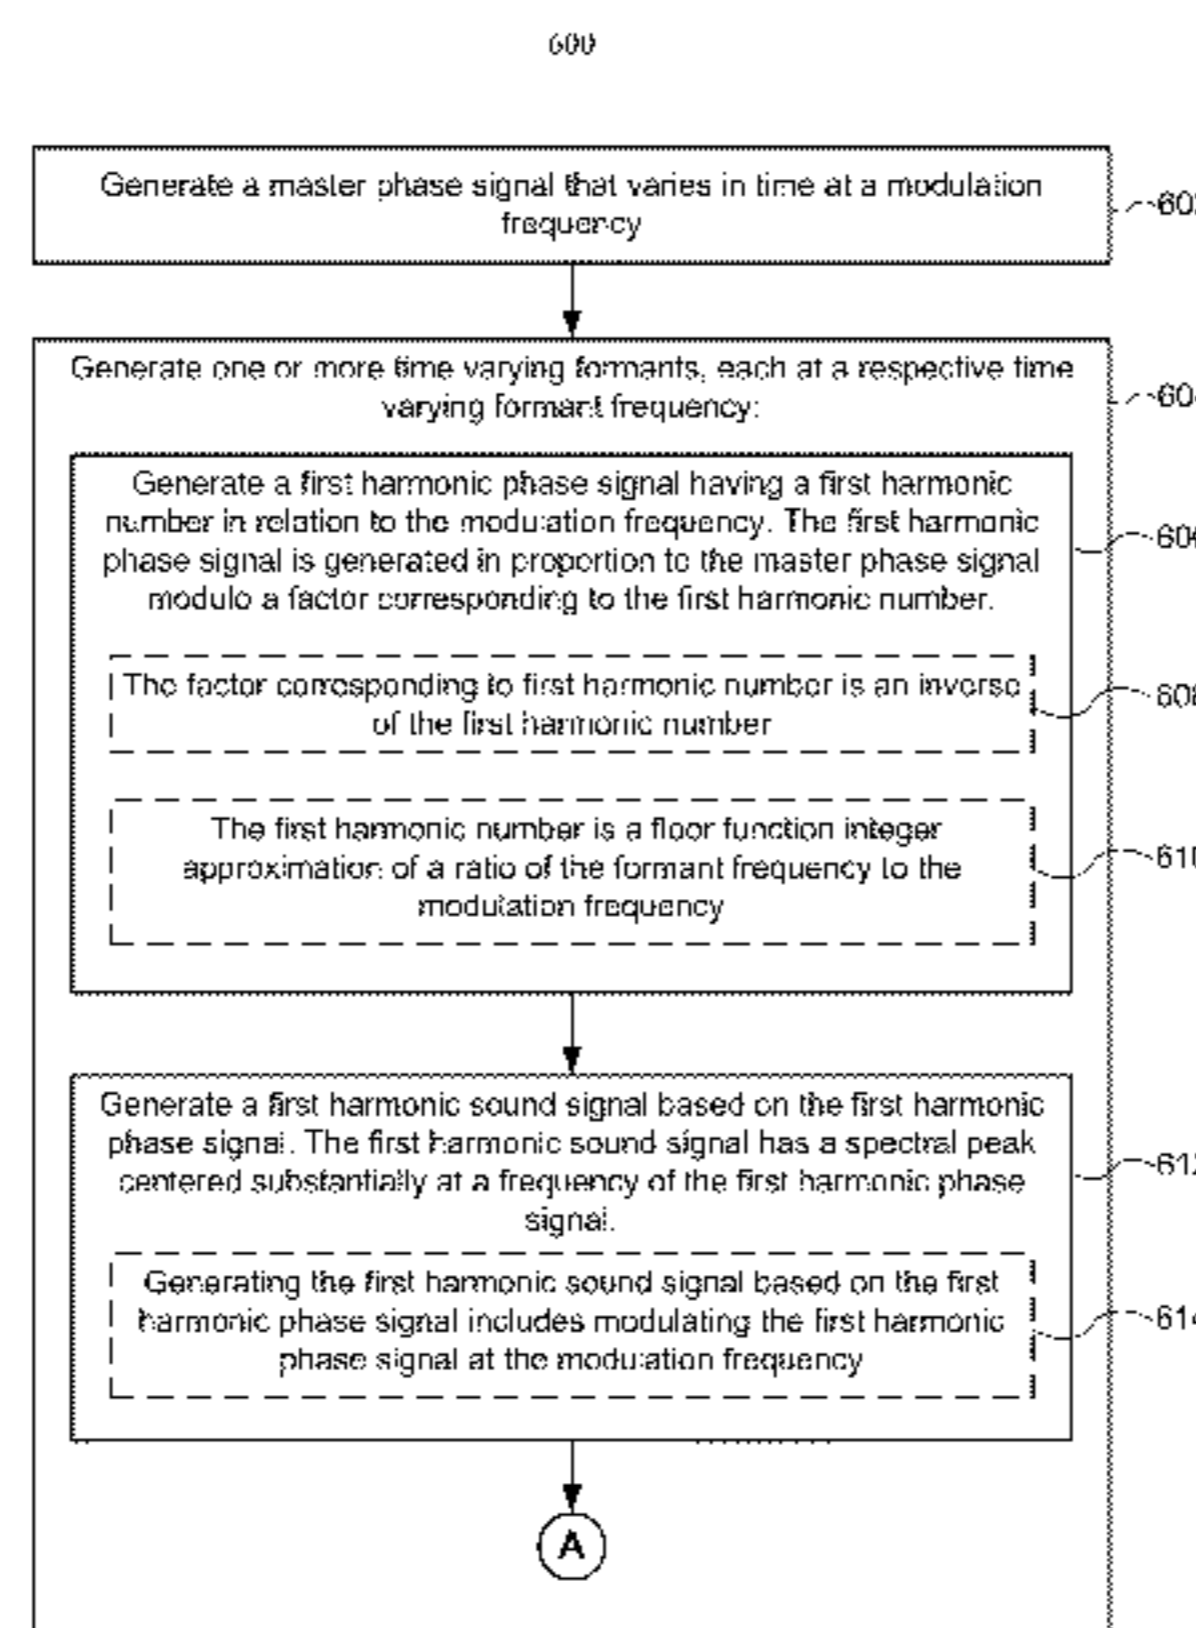 600
Generate a master phase signal that varies in time at a modulation
frequency
Generate one or more time varying formants, each at a respective time
varying formant frequency:
Generate a first harmonic phase signal having a first harmonic
number in relation to the modulation frequency. The first harmonic
phase signal is generated in proportion to the master phase signal
modulo a factor corresponding to the first harmonic number.
The factor corresponding to first harmonic number is an inverse
of the first harmonic number
610
The first harmonic number is a floor function integer
approximation of a ratio of the formant frequency to the
modulation frequency
Generate a first harmonic sound signal based on the first harmonic
phase signal. The first harmonic sound signal has a spectral peak
centered substantially at a frequency of the first harmonic phase
signal.
Generating the first harmonic sound signal based on the first
harmonic phase signal includes modulating the first harmonic
phase signal at the modulation frequency
A